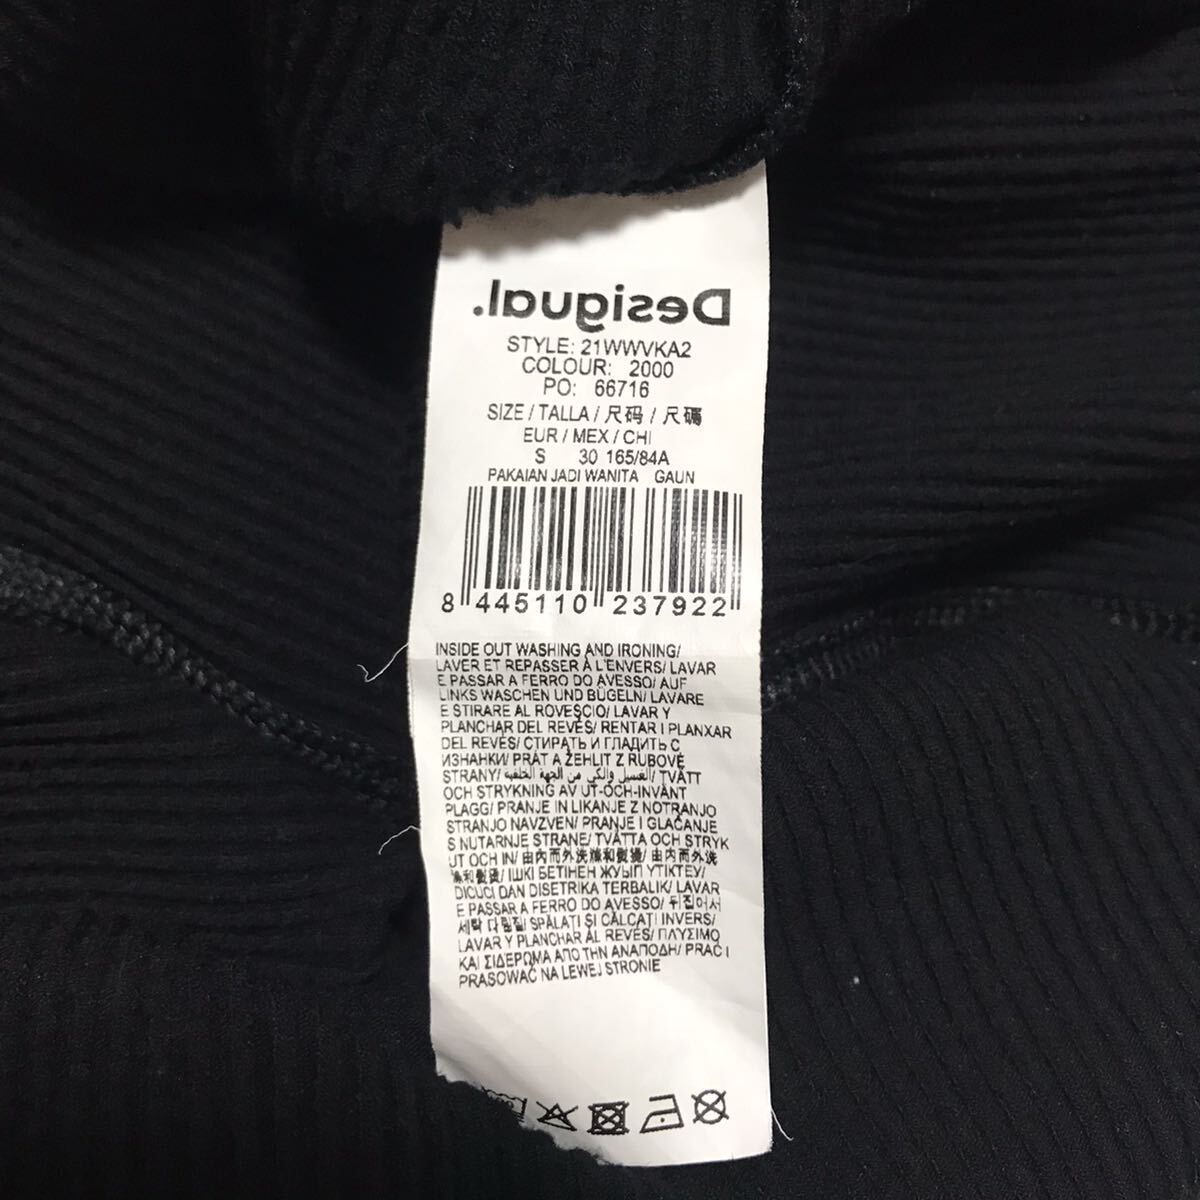 Desigual.
STYLE: 21WWVKA2
COLOUR: 2000
PO: 66716
SIZE / TALLA / 尺码 / 尺碼
EUR / MEX / CHI
S 30 165/84A
PAKAIAN JADI WANITA GAUN
8 445110 237922
INSIDE OUT WASHING AND IRONING/
LAVER ET REPASSER À L'ENVERS/ LAVAR
E PASSAR A FERRO DO AVESSO/ AUF
LINKS WASCHEN UND BÜGELN/ LAVARE
E STIRARE AL ROVESCIO/ LAVAR Y
PLANCHAR DEL REVÉS/ RENTAR I PLANXAR
DEL REVÉS/ СТИРАТЬ И ГЛАДИТЬ С
ИЗНАНКИ/ PRÁT A ŽEHLIT Z RUBOVÉ
STRANY/ الغسيل والكي من الجهة الخلفية/ TVÄTT
OCH STRYKNING AV UT-OCH-INVÄNT
PLAGG/ PRANJE IN LIKANJE Z NOTRANJO
STRANJO NAVZVEN/ PRANJE I GLAČANJE
S NUTARNJE STRANE/ TVÄTTA OCH STRYK
UT OCH IN/ 由內而外洗滌和熨燙/ 由內而外洗
滌和熨燙/ ІШКІ БЕТІНЕН ЖУЫП ҮТІКТЕУ/
DICUCI DAN DISETRIKA TERBALIK/ LAVAR
E PASSAR A FERRO DO AVESSO/ 뒤집어서
세탁 다림질/ SPĂLAȚI ȘI CĂLCAȚI INVERS/
LAVAR Y PLANCHAR AL REVÉS/ ΠΛΥΣΙΜΟ
ΚΑΙ ΣΙΔΕΡΩΜΑ ΑΠΟ ΤΗΝ ΑΝΑΠΟΔΗ/ PRAĆ I
PRASOWAĆ NA LEWEJ STRONIE